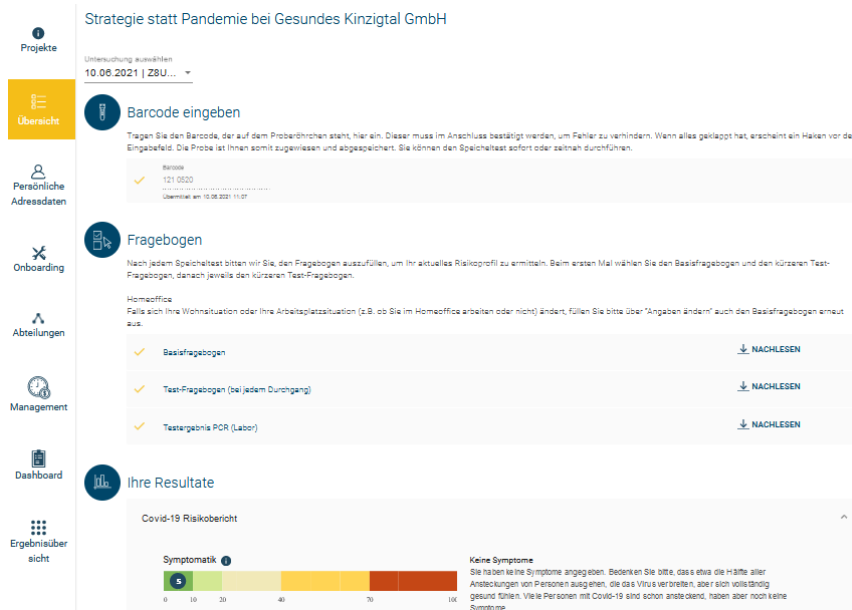 Strategie statt Pandemie bei Gesundes Kinzigtal GmbH
Projekte
Übersicht
Persönliche
Adressdaten
Onboarding
Abteilungen
Management
Dashboard
Ergebnisüber
sicht
Untersuchung auswählen
10.06.2021 | Z8U...
Barcode eingeben
Tragen Sie den Barcode, der auf dem Proberöhrchen steht, hier ein. Dieser muss im Anschluss bestätigt werden, um Fehler zu verhindern. Wenn alles geklappt hat, erscheint ein Haken vor de
Eingabefeld. Die Probe ist Ihnen somit zugewiesen und abgespeichert. Sie können den Speicheltest sofort oder zeitnah durchführen.
Barcode
121 0520
Übermittelt am 10.06.2021 11:07
Fragebogen
Nach jedem Speicheltest bitten wir Sie, den Fragebogen auszufüllen, um Ihr aktuelles Risikoprofil zu ermitteln. Beim ersten Mal wählen Sie den Basisfragebogen und den kürzeren Test-
Fragebogen, danach jeweils den kürzeren Test-Fragebogen.
Homeoffice
Falls sich Ihre Wohnsituation oder Ihre Arbeitsplatzsituation (z.B. ob Sie im Homeoffice arbeiten oder nicht) ändert, füllen Sie bitte über "Angaben ändern" auch den Basisfragebogen erneut
aus.
Basisfragebogen NACHLESEN
Test-Fragebogen (bei jedem Durchgang) NACHLESEN
Testergebnis PCR (Labor) NACHLESEN
Ihre Resultate
Covid-19 Risikobericht
Symptomatik
5
0 10 20 40 70 100
Keine Symptome
Sie haben keine Symptome angegeben. Bedenken Sie bitte, dass etwa die Hälfte aller
Ansteckungen von Personen ausgehen, die das Virus verbreiten, aber sich vollständig
gesund fühlen. Viele Personen mit Covid-19 sind schon ansteckend, haben aber noch keine
Symptome